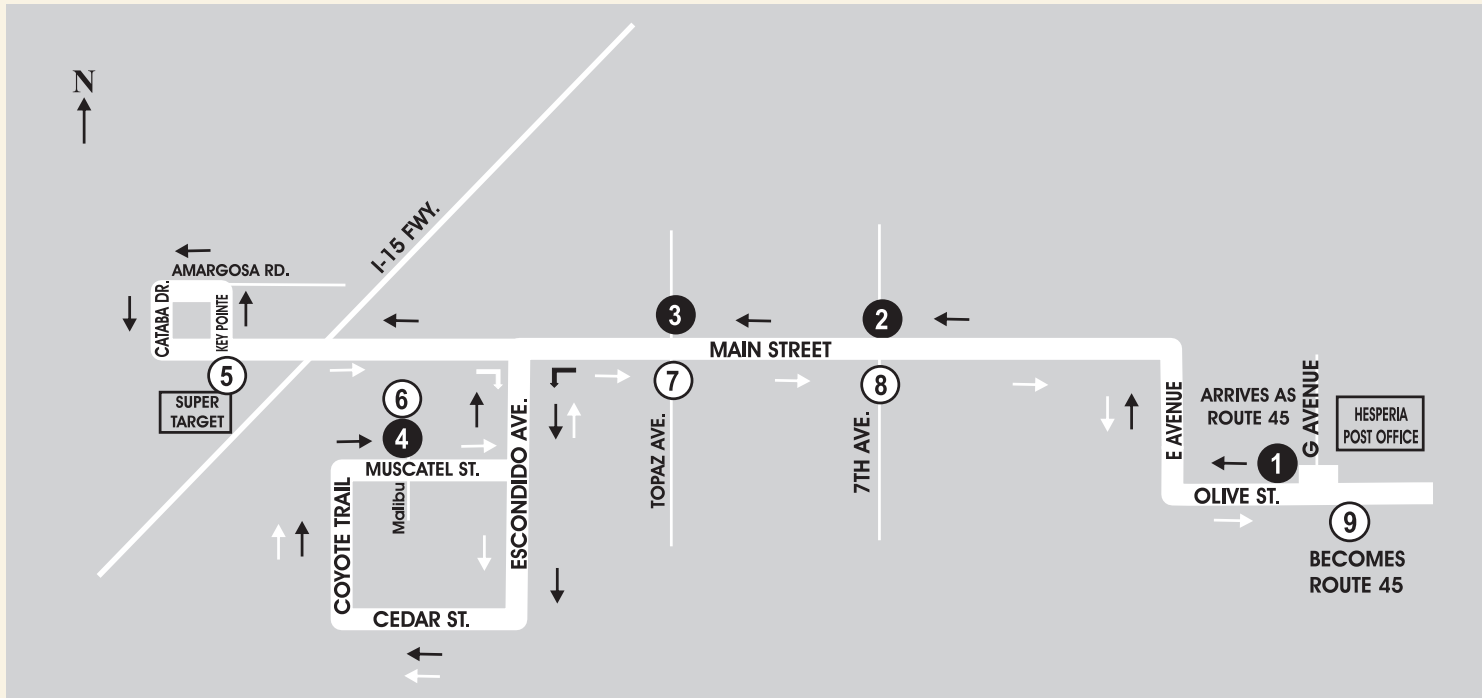 N
I-15 FWY.
AMARGOSA RD.
CATABA DR.
KEY POINTE
5
SUPER
TARGET
3
2
MAIN STREET
7
8
6
4
MUSCATEL ST.
Malibu
COYOTE TRAIL
CEDAR ST.
ESCONDIDO AVE.
TOPAZ AVE.
7TH AVE.
E AVENUE
ARRIVES AS
ROUTE 45
G AVENUE
HESPERIA
POST OFFICE
1
OLIVE ST.
9
BECOMES
ROUTE 45